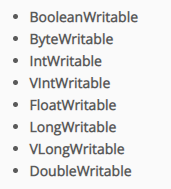 • BooleanWritable
• ByteWritable
• IntWritable
• VIntWritable
• FloatWritable
• LongWritable
• VLongWritable
• DoubleWritable